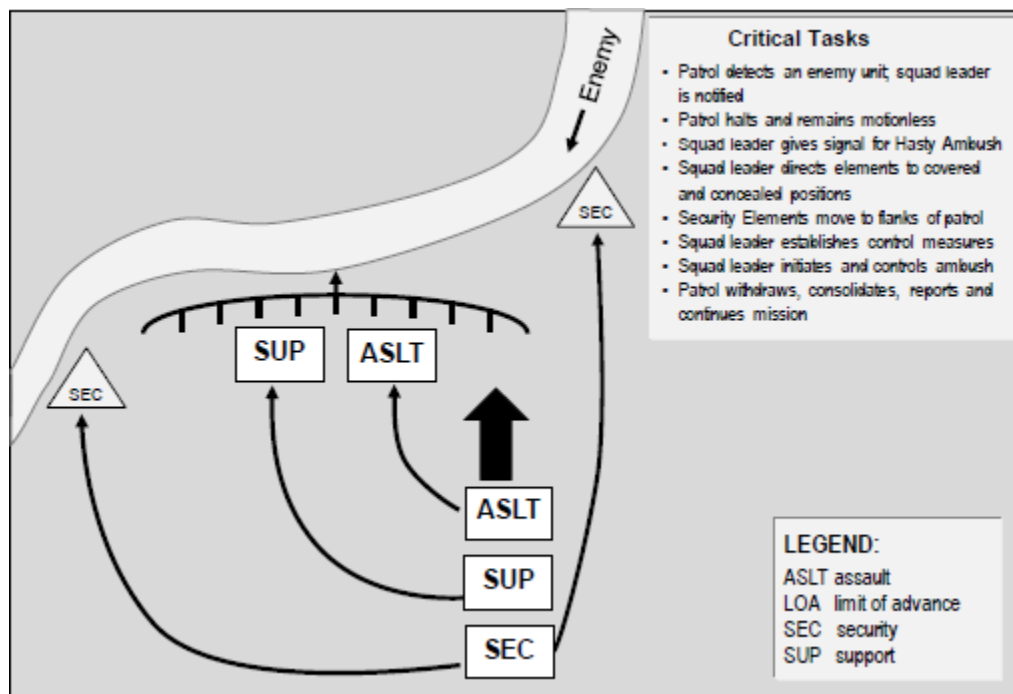 Enemy
Critical Tasks
• Patrol detects an enemy unit; squad leader
is notified
• Patrol halts and remains motionless
• Squad leader gives signal for Hasty Ambush
• Squad leader directs elements to covered
and concealed positions
• Security Elements move to flanks of patrol
• Squad leader establishes control measures
• Squad leader initiates and controls ambush
• Patrol withdraws, consolidates, reports and
continues mission
SEC
SUP
ASLT
SEC
ASLT
SUP
SEC
LEGEND:
ASLT assault
LOA limit of advance
SEC security
SUP support